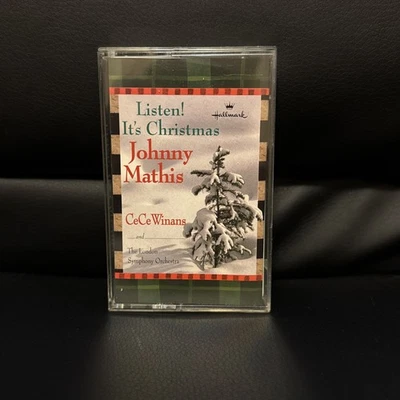 Listen!
It's Christmas
Hallmark
Johnny
Mathis
CeCe Winans
and
The London
Symphony Orchestra